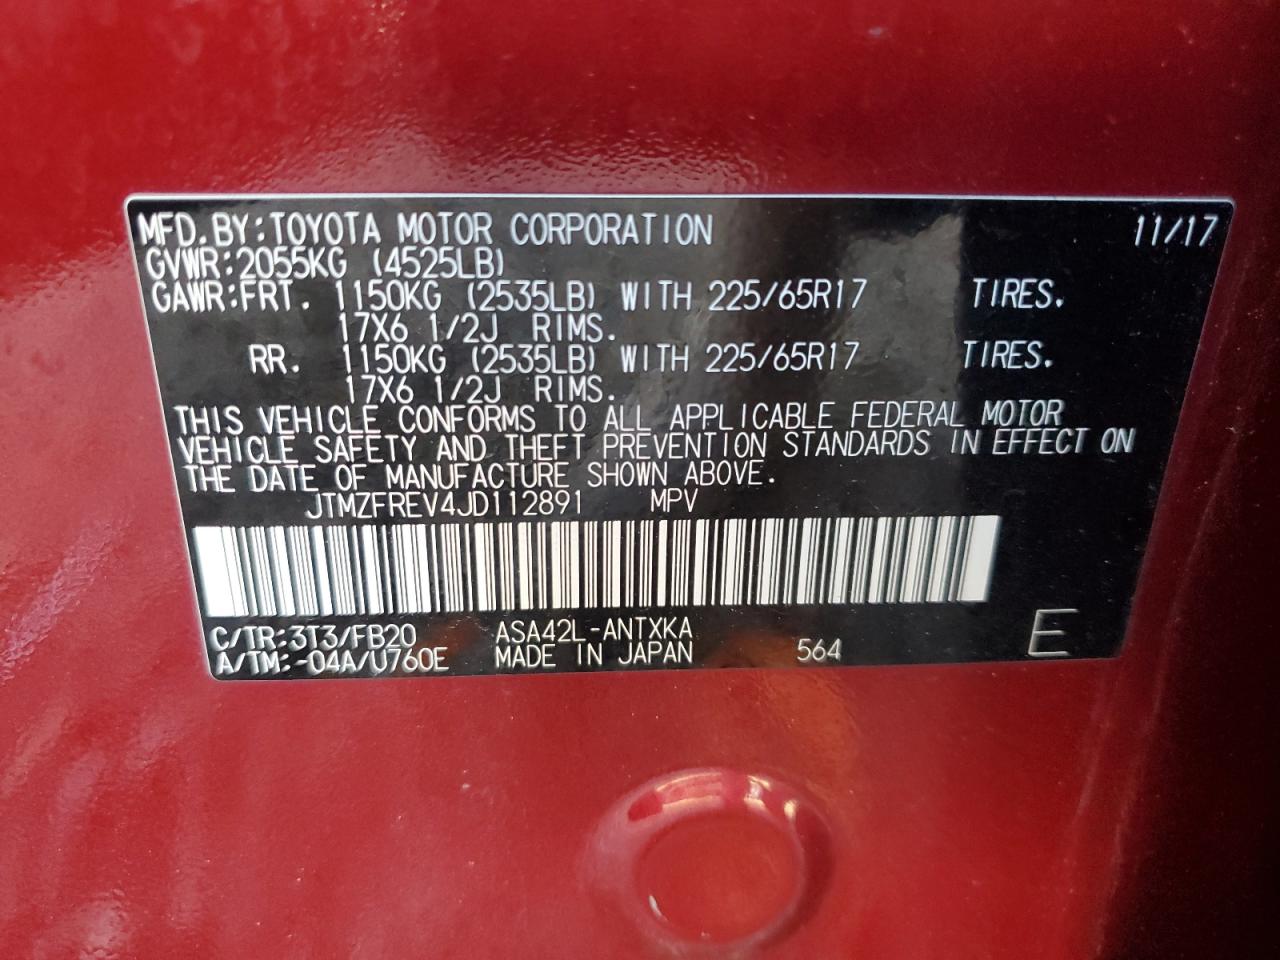 MFD. BY: TOYOTA MOTOR CORPORATION 11/17
GVWR: 2055KG (4525LB)
GAWR: FRT. 1150KG (2535LB) WITH 225/65R17 TIRES.
17X6 1/2J RIMS.
RR. 1150KG (2535LB) WITH 225/65R17 TIRES.
17X6 1/2J RIMS.
THIS VEHICLE CONFORMS TO ALL APPLICABLE FEDERAL MOTOR
VEHICLE SAFETY AND THEFT PREVENTION STANDARDS IN EFFECT ON
THE DATE OF MANUFACTURE SHOWN ABOVE.
JTMZFREV4JD112891 MPV
C/TR: 3T3/FB20 ASA42L-ANTXKA
A/TM: -04A/U760E MADE IN JAPAN 564 E